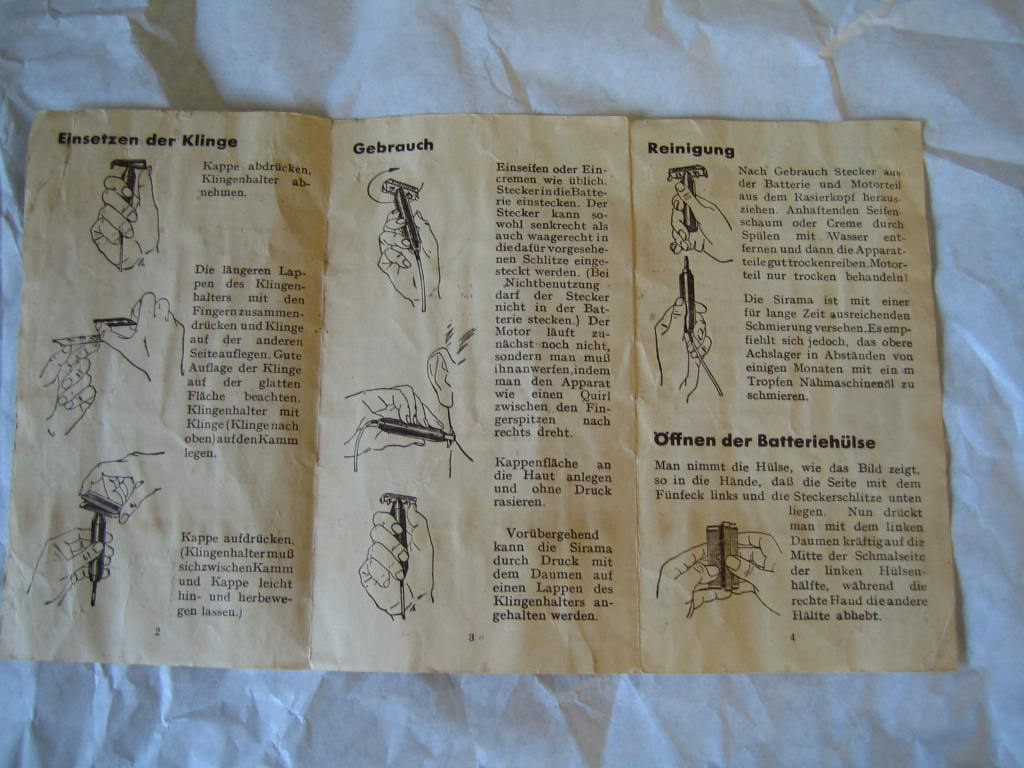 Einsetzen der Klinge
Kappe abdrücken,
Klingenhalter ab-
nehmen.
Die längeren Lap-
pen des Klingen-
halters mit den
Fingern zusammen-
drücken und Klinge
auf der anderen
Seite auflegen. Gute
Auflage der Klinge
auf der glatten
Fläche beachten.
Klingenhalter mit
Klinge (Klinge nach
oben) auf den Kamm
legen.
Kappe aufdrücken.
(Klingenhalter muß
sich zwischen Kamm
und Kappe leicht
hin- und herbewe-
gen lassen.)
2
Gebrauch
Einseifen oder Ein-
cremen wie üblich.
Stecker in die Batte-
rie einstecken. Der
Stecker kann so-
wohl senkrecht als
auch waagerecht in
die dafür vorgesehe-
nen Schlitze einge-
steckt werden. (Bei
Nichtbenutzung
darf der Stecker
nicht in der Bat-
terie stecken.) Der
Motor läuft zu-
nächst noch nicht,
sondern man muß
ihn anwerfen, indem
man den Apparat
wie einen Quirl
zwischen den Fin-
gerspitzen nach
rechts dreht.
Kappenfläche an
die Haut anlegen
und ohne Druck
rasieren.
Vorübergehend
kann die Sirama
durch Druck mit
dem Daumen auf
einen Lappen des
Klingenhalters an-
gehalten werden.
3
Reinigung
Nach Gebrauch Stecker aus
der Batterie und Motorteil
aus dem Rasierkopf heraus-
ziehen. Anhaftenden Seifen-
schaum oder Creme durch
Spülen mit Wasser ent-
fernen und dann die Apparat-
teile gut trockenreiben. Motor-
teil nur trocken behandeln!
Die Sirama ist mit einer
für lange Zeit ausreichenden
Schmierung versehen. Es emp-
fiehlt sich jedoch, das obere
Achslager in Abständen von
einigen Monaten mit einem
Tropfen Nähmaschinenöl zu
schmieren.
Öffnen der Batteriehülse
Man nimmt die Hülse, wie das Bild zeigt,
so in die Hände, daß die Seite mit dem
Fünfeck links und die Steckerschlitze unten
liegen. Nun drückt
man mit dem linken
Daumen kräftig auf die
Mitte der Schmalseite
der linken Hülsen-
hälfte, während die
rechte Hand die andere
Hälfte abhebt.
4